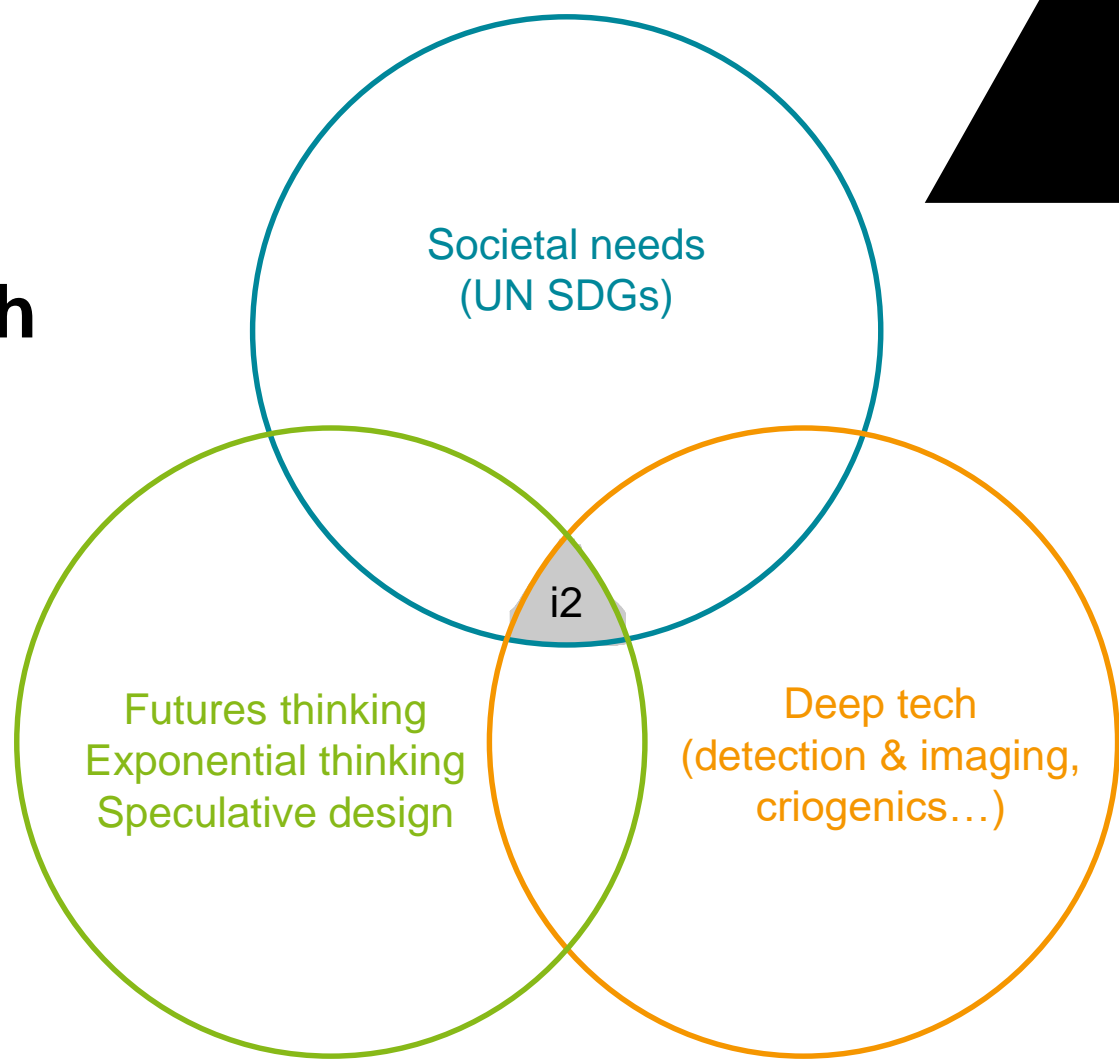 Societal needs
(UN SDGs)
h
i2
Futures thinking
Exponential thinking
Speculative design
Deep tech
(detection & imaging,
criogenics…)